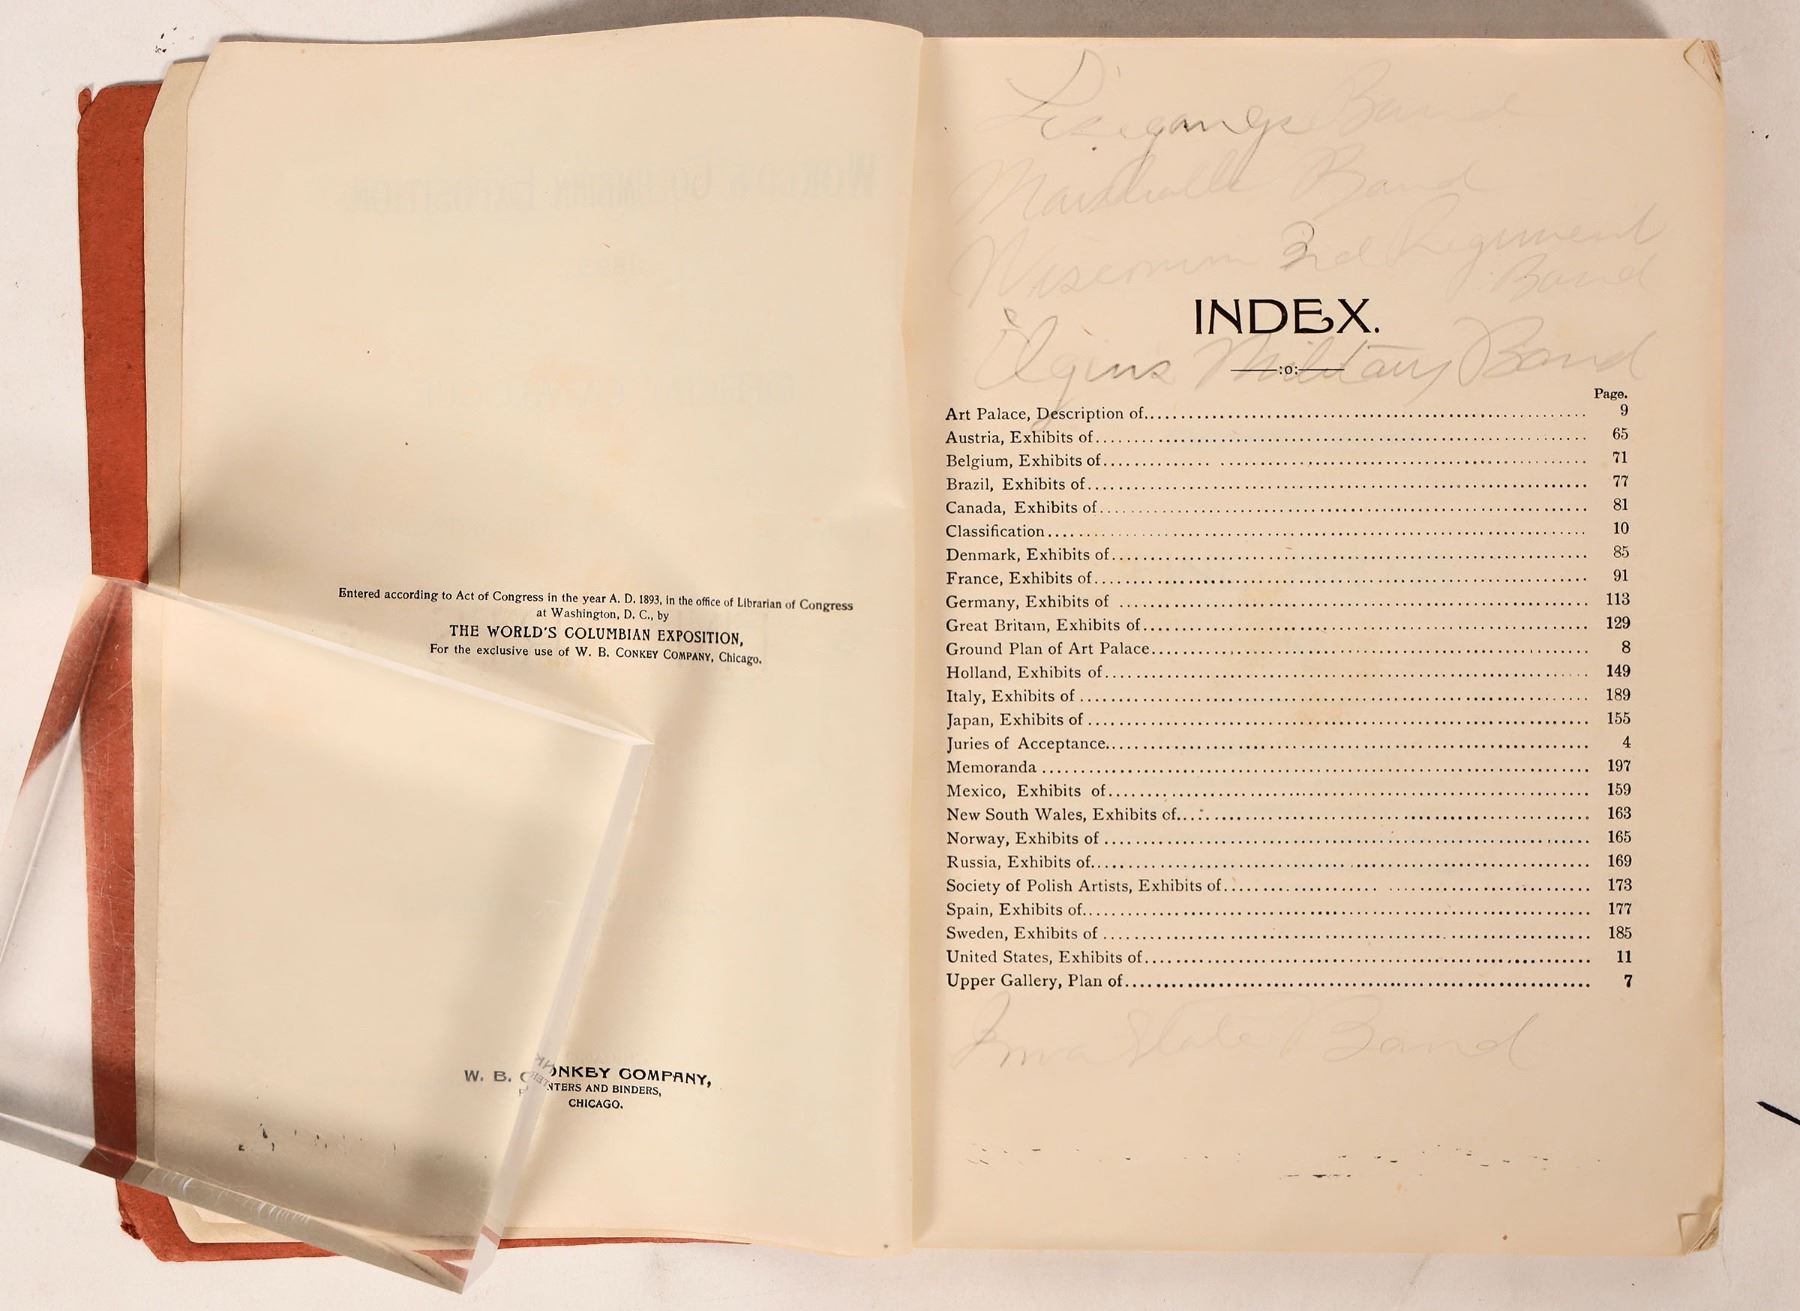 Entered according to Act of Congress in the year A. D. 1893, in the office of Librarian of Congress
at Washington, D. C., by
THE WORLD'S COLUMBIAN EXPOSITION,
For the exclusive use of W. B. CONKEY COMPANY, Chicago.
W. B. CONKEY COMPANY,
AND BINDERS,
CHICAGO.
Band
Marshalls Band
Wisconsin 3rd Regiment
Band
INDEX.
Elgins Military Band
:o:
Page.
Art Palace, Description of 9
Austria, Exhibits of 65
Belgium, Exhibits of 71
Brazil, Exhibits of 77
Canada, Exhibits of 81
Classification 10
Denmark, Exhibits of 85
France, Exhibits of 91
Germany, Exhibits of 113
Great Britain, Exhibits of 129
Ground Plan of Art Palace 8
Holland, Exhibits of 149
Italy, Exhibits of 189
Japan, Exhibits of 155
Juries of Acceptance 4
Memoranda 197
Mexico, Exhibits of 159
New South Wales, Exhibits of 163
Norway, Exhibits of 165
Russia, Exhibits of 169
Society of Polish Artists, Exhibits of 173
Spain, Exhibits of 177
Sweden, Exhibits of 185
United States, Exhibits of 11
Upper Gallery, Plan of 7
Iowa State Band